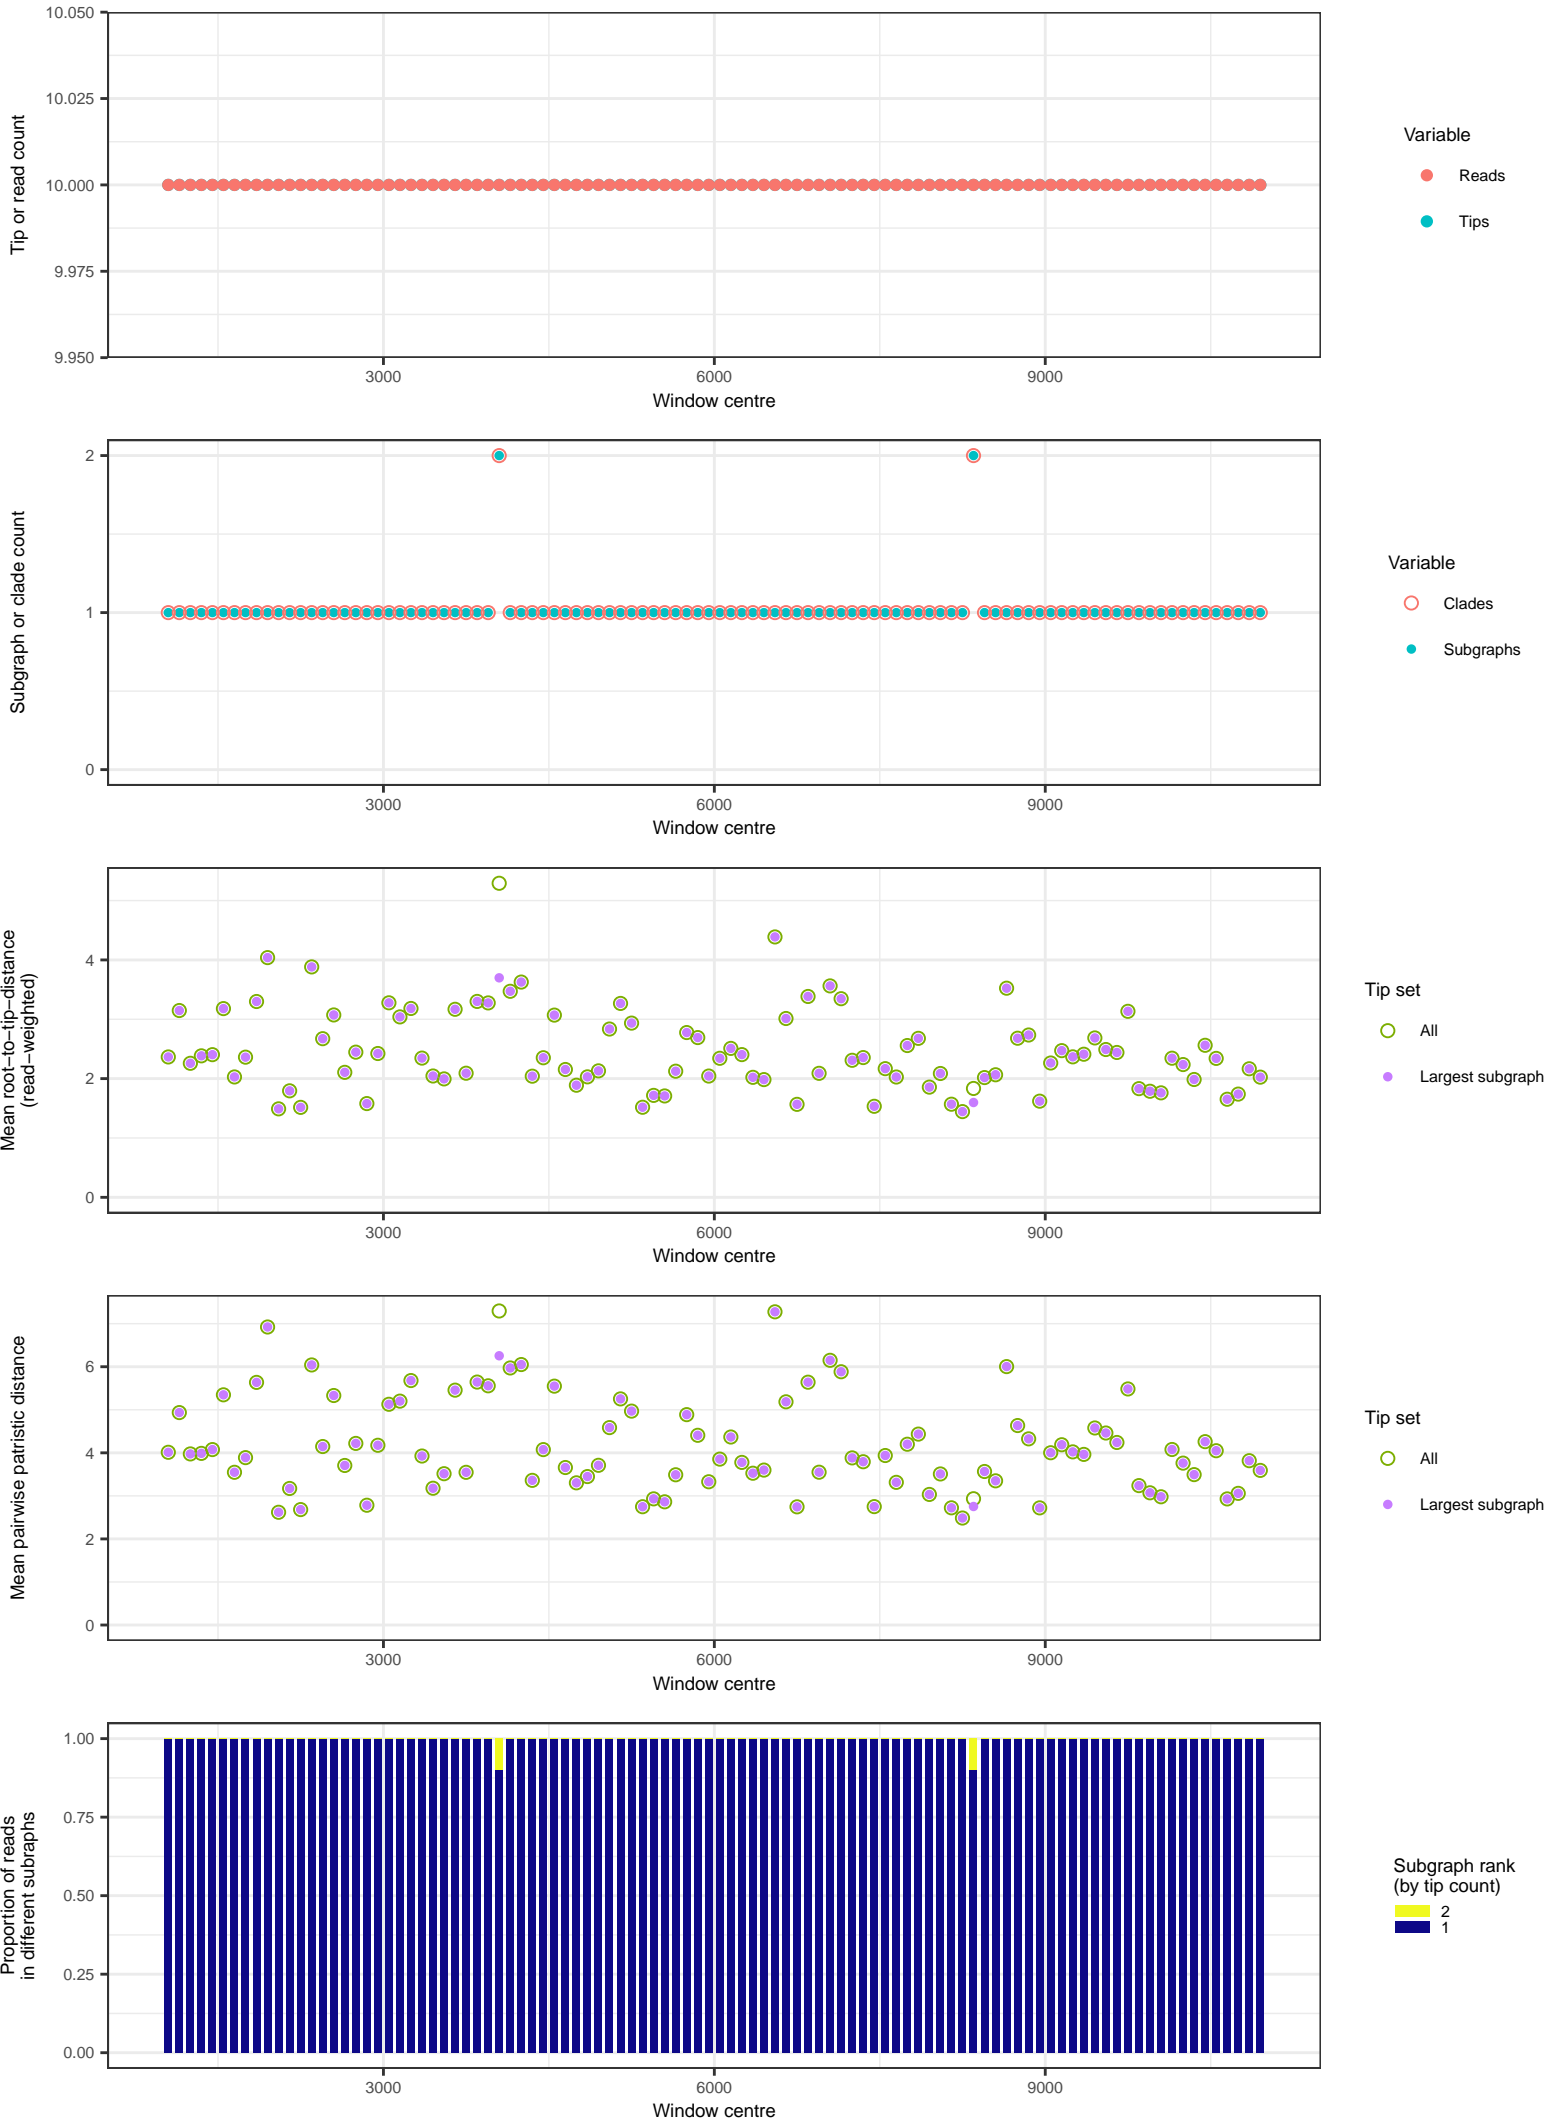 10.050
10.025
10.000
9.975
9.950
Tip or read count
3000 6000 9000
Window centre
Variable
Reads
Tips
2
1
0
Subgraph or clade count
3000 6000 9000
Window centre
Variable
Clades
Subgraphs
4
2
0
Mean root−to−tip−distance
(read−weighted)
3000 6000 9000
Window centre
Tip set
All
Largest subgraph
6
4
2
0
Mean pairwise patristic distance
3000 6000 9000
Window centre
Tip set
All
Largest subgraph
1.00
0.75
0.50
0.25
0.00
Proportion of reads
in different subraphs
3000 6000 9000
Window centre
Subgraph rank
(by tip count)
2
1